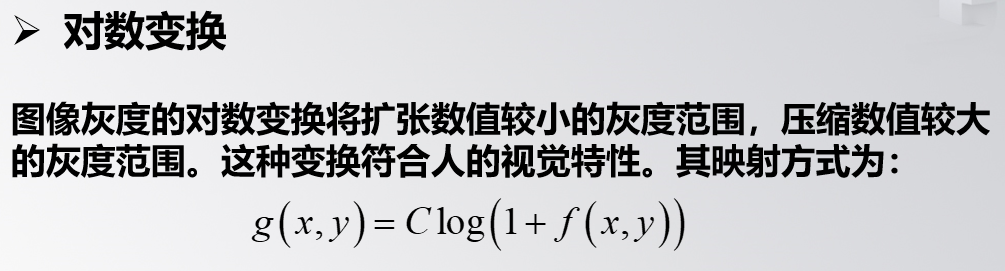 ➢ 对数变换
图像灰度的对数变换将扩张数值较小的灰度范围，压缩数值较大
的灰度范围。这种变换符合人的视觉特性。其映射方式为：
g(x,y)=Clog(1+f(x,y))